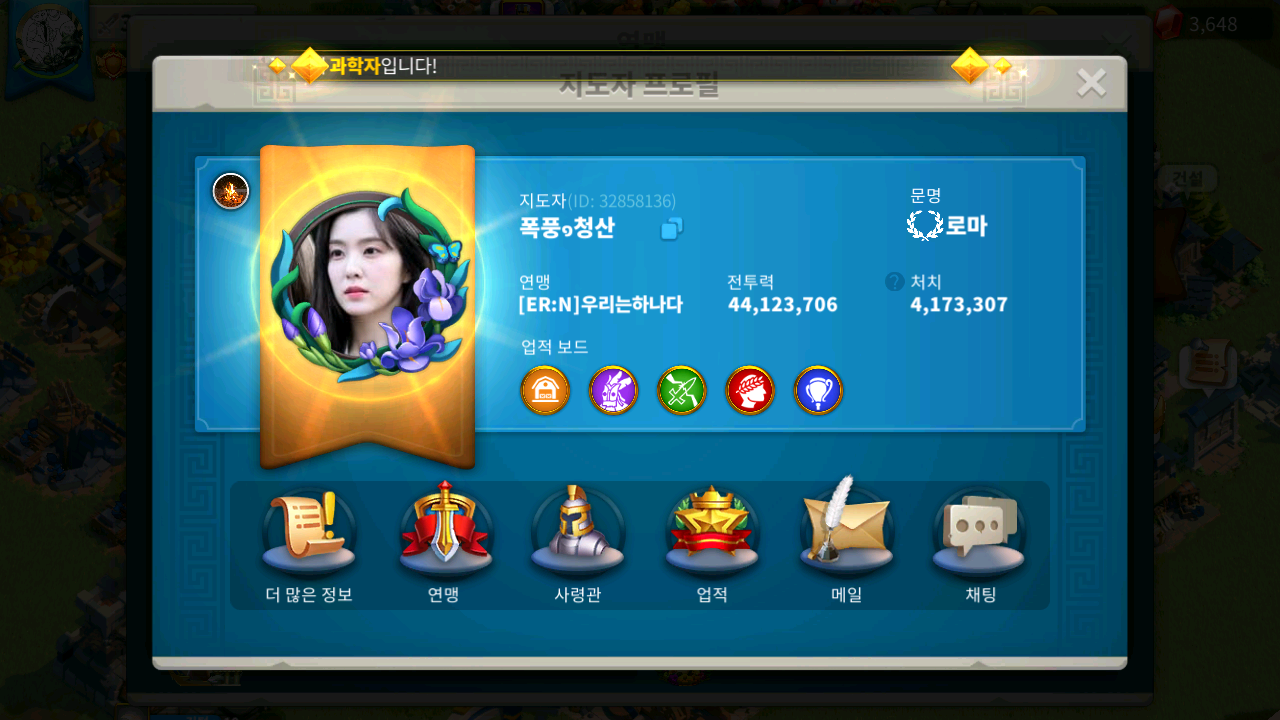 3,648
연맹
과학자입니다!
지도자 프로필
건설
지도자(ID: 32858136)
폭풍୨청산
문명
로마
연맹
[ER:N]우리는하나다
전투력
44,123,706
? 처치
4,173,307
업적 보드
더 많은 정보
연맹
사령관
업적
메일
채팅